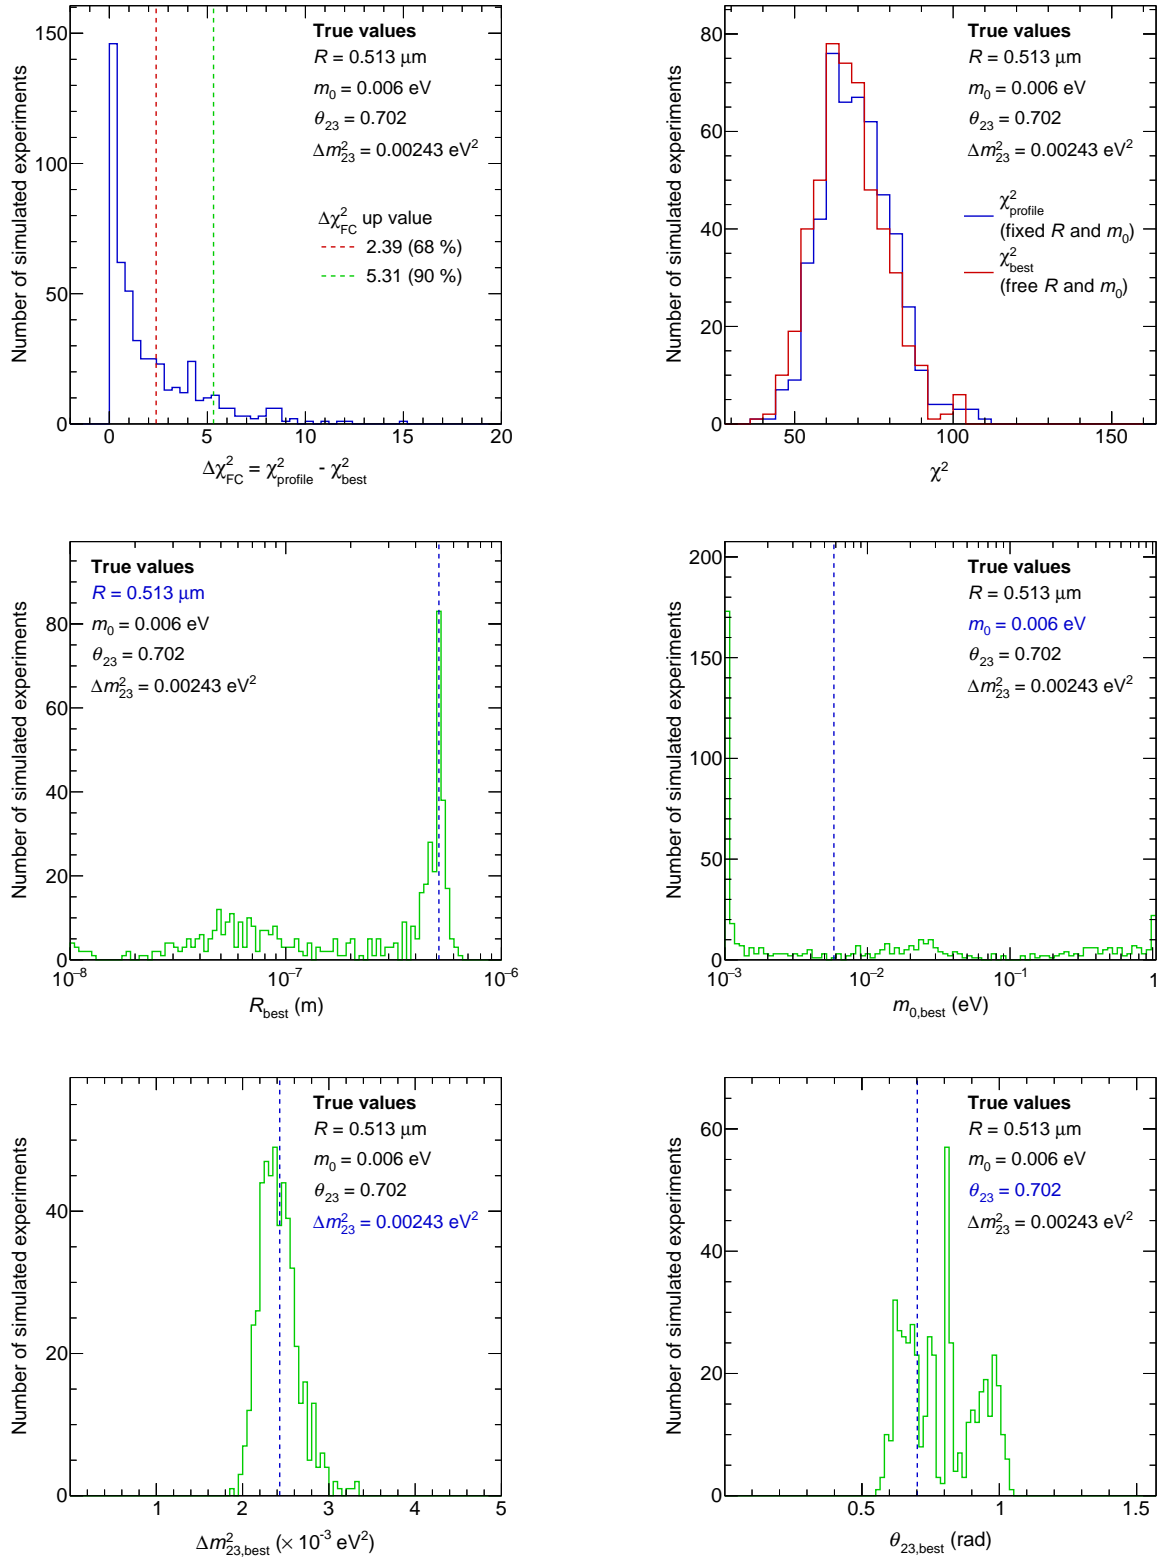 True values
R = 0.513 μm
m₀ = 0.006 eV
θ₂₃ = 0.702
Δm²₂₃ = 0.00243 eV²
Δχ²FC up value
2.39 (68 %)
5.31 (90 %)
Number of simulated experiments
0
50
100
150
0
5
10
15
20
Δχ²FC = χ²profile - χ²best
True values
R = 0.513 μm
m₀ = 0.006 eV
θ₂₃ = 0.702
Δm²₂₃ = 0.00243 eV²
χ²profile
(fixed R and m₀)
χ²best
(free R and m₀)
Number of simulated experiments
0
20
40
60
80
50
100
150
χ²
True values
R = 0.513 μm
m₀ = 0.006 eV
θ₂₃ = 0.702
Δm²₂₃ = 0.00243 eV²
Number of simulated experiments
0
20
40
60
80
10⁻⁸
10⁻⁷
10⁻⁶
Rbest (m)
True values
R = 0.513 μm
m₀ = 0.006 eV
θ₂₃ = 0.702
Δm²₂₃ = 0.00243 eV²
Number of simulated experiments
0
50
100
150
200
10⁻³
10⁻²
10⁻¹
1
m0,best (eV)
True values
R = 0.513 μm
m₀ = 0.006 eV
θ₂₃ = 0.702
Δm²₂₃ = 0.00243 eV²
Number of simulated experiments
0
20
40
1
2
3
4
5
Δm²23,best (× 10⁻³ eV²)
True values
R = 0.513 μm
m₀ = 0.006 eV
θ₂₃ = 0.702
Δm²₂₃ = 0.00243 eV²
Number of simulated experiments
0
20
40
60
0.5
1
1.5
θ23,best (rad)